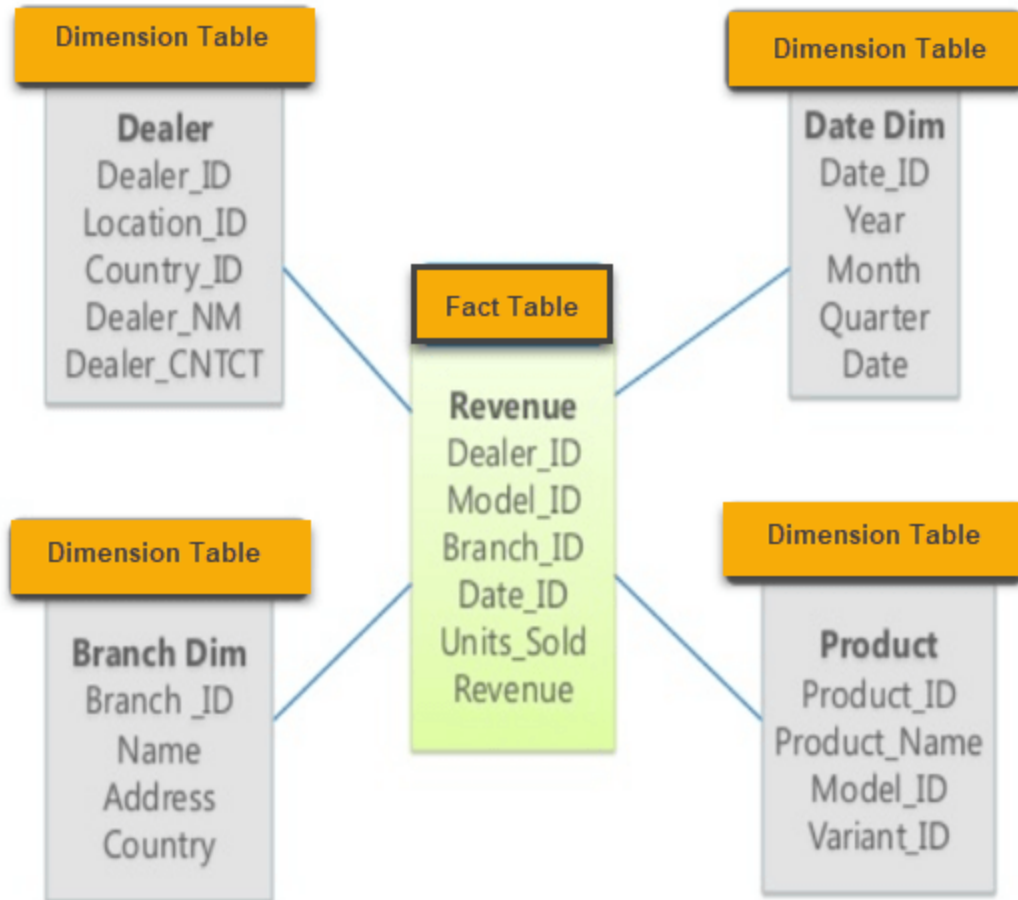 Dimension Table
Dealer
Dealer_ID
Location_ID
Country_ID
Dealer_NM
Dealer_CNTCT
Dimension Table
Date Dim
Date_ID
Year
Month
Quarter
Date
Fact Table
Revenue
Dealer_ID
Model_ID
Branch_ID
Date_ID
Units_Sold
Revenue
Dimension Table
Branch Dim
Branch _ID
Name
Address
Country
Dimension Table
Product
Product_ID
Product_Name
Model_ID
Variant_ID